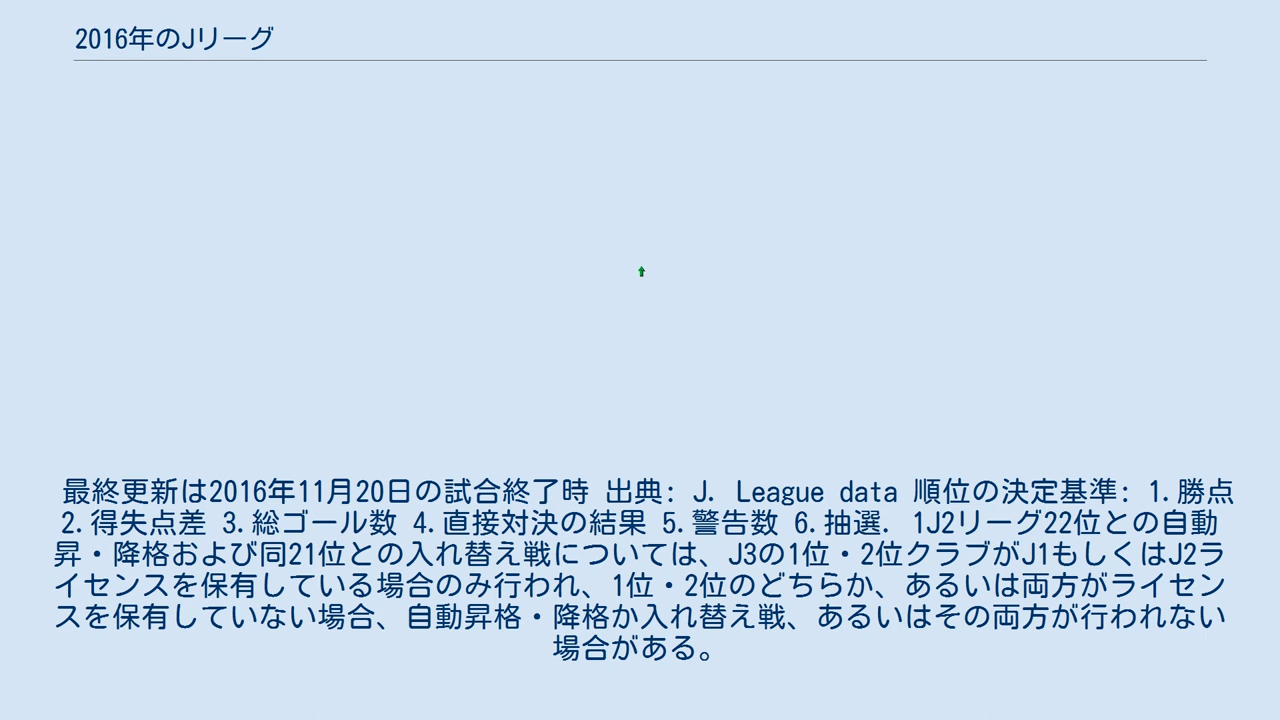 2016年のJリーグ
最終更新は2016年11月20日の試合終了時 出典: J. League data 順位の決定基準: 1.勝点
2.得失点差 3.総ゴール数 4.直接対決の結果 5.警告数 6.抽選. 1J2リーグ22位との自動
昇・降格および同21位との入れ替え戦については、J3の1位・2位クラブがJ1もしくはJ2ラ
イセンスを保有している場合のみ行われ、1位・2位のどちらか、あるいは両方がライセン
スを保有していない場合、自動昇格・降格か入れ替え戦、あるいはその両方が行われない
場合がある。